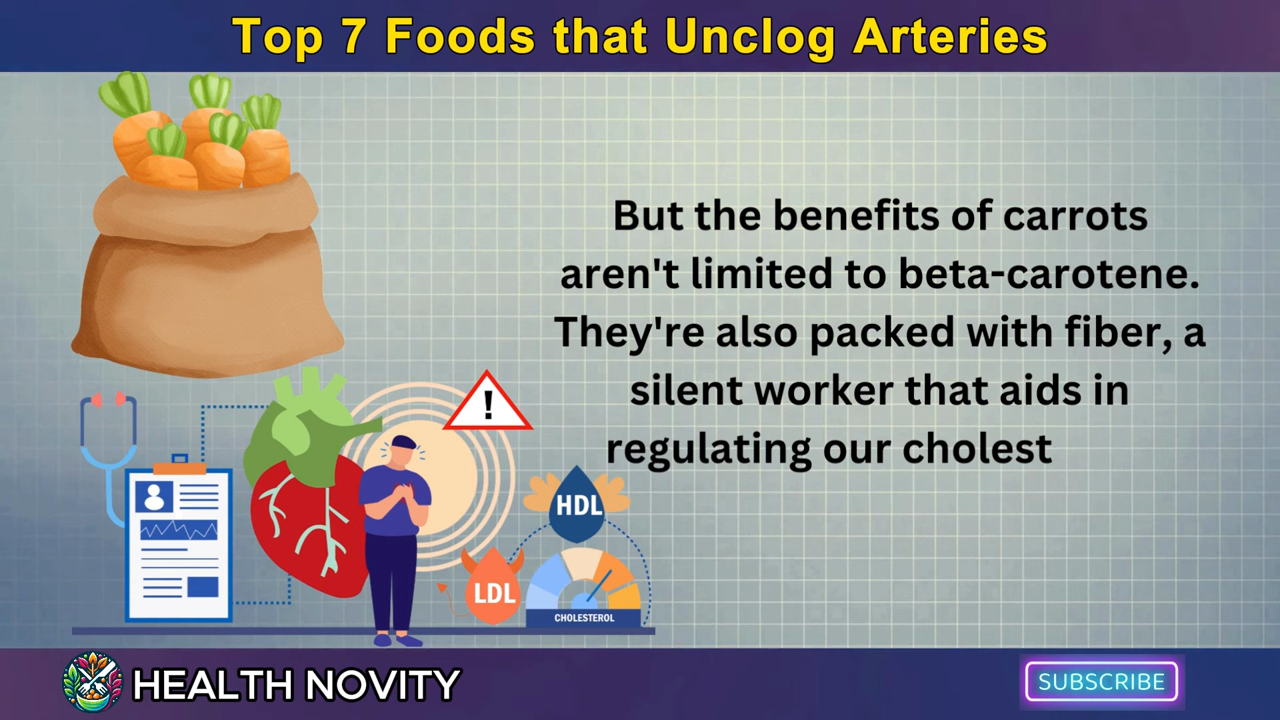 Top 7 Foods that Unclog Arteries
But the benefits of carrots
aren't limited to beta-carotene.
They're also packed with fiber, a
silent worker that aids in
regulating our cholest
!
HDL
LDL
CHOLESTEROL
HEALTH NOVITY
SUBSCRIBE